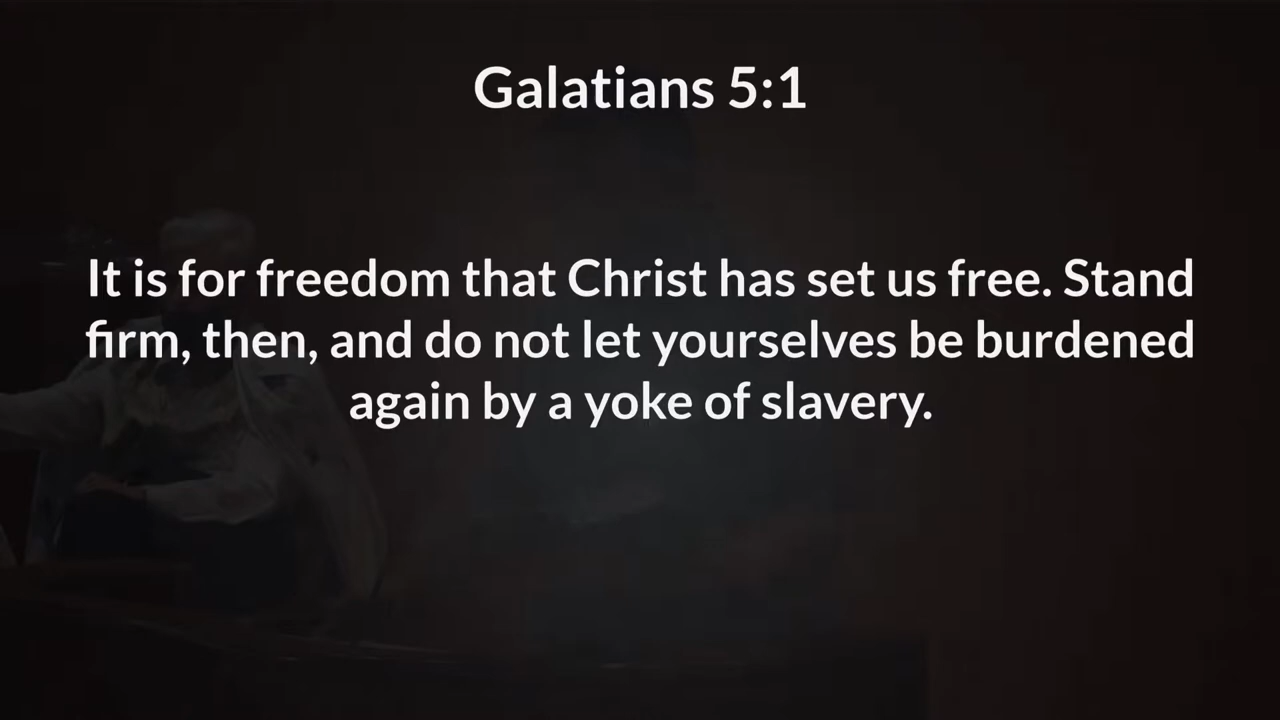 Galatians 5:1
It is for freedom that Christ has set us free. Stand
firm, then, and do not let yourselves be burdened
again by a yoke of slavery.